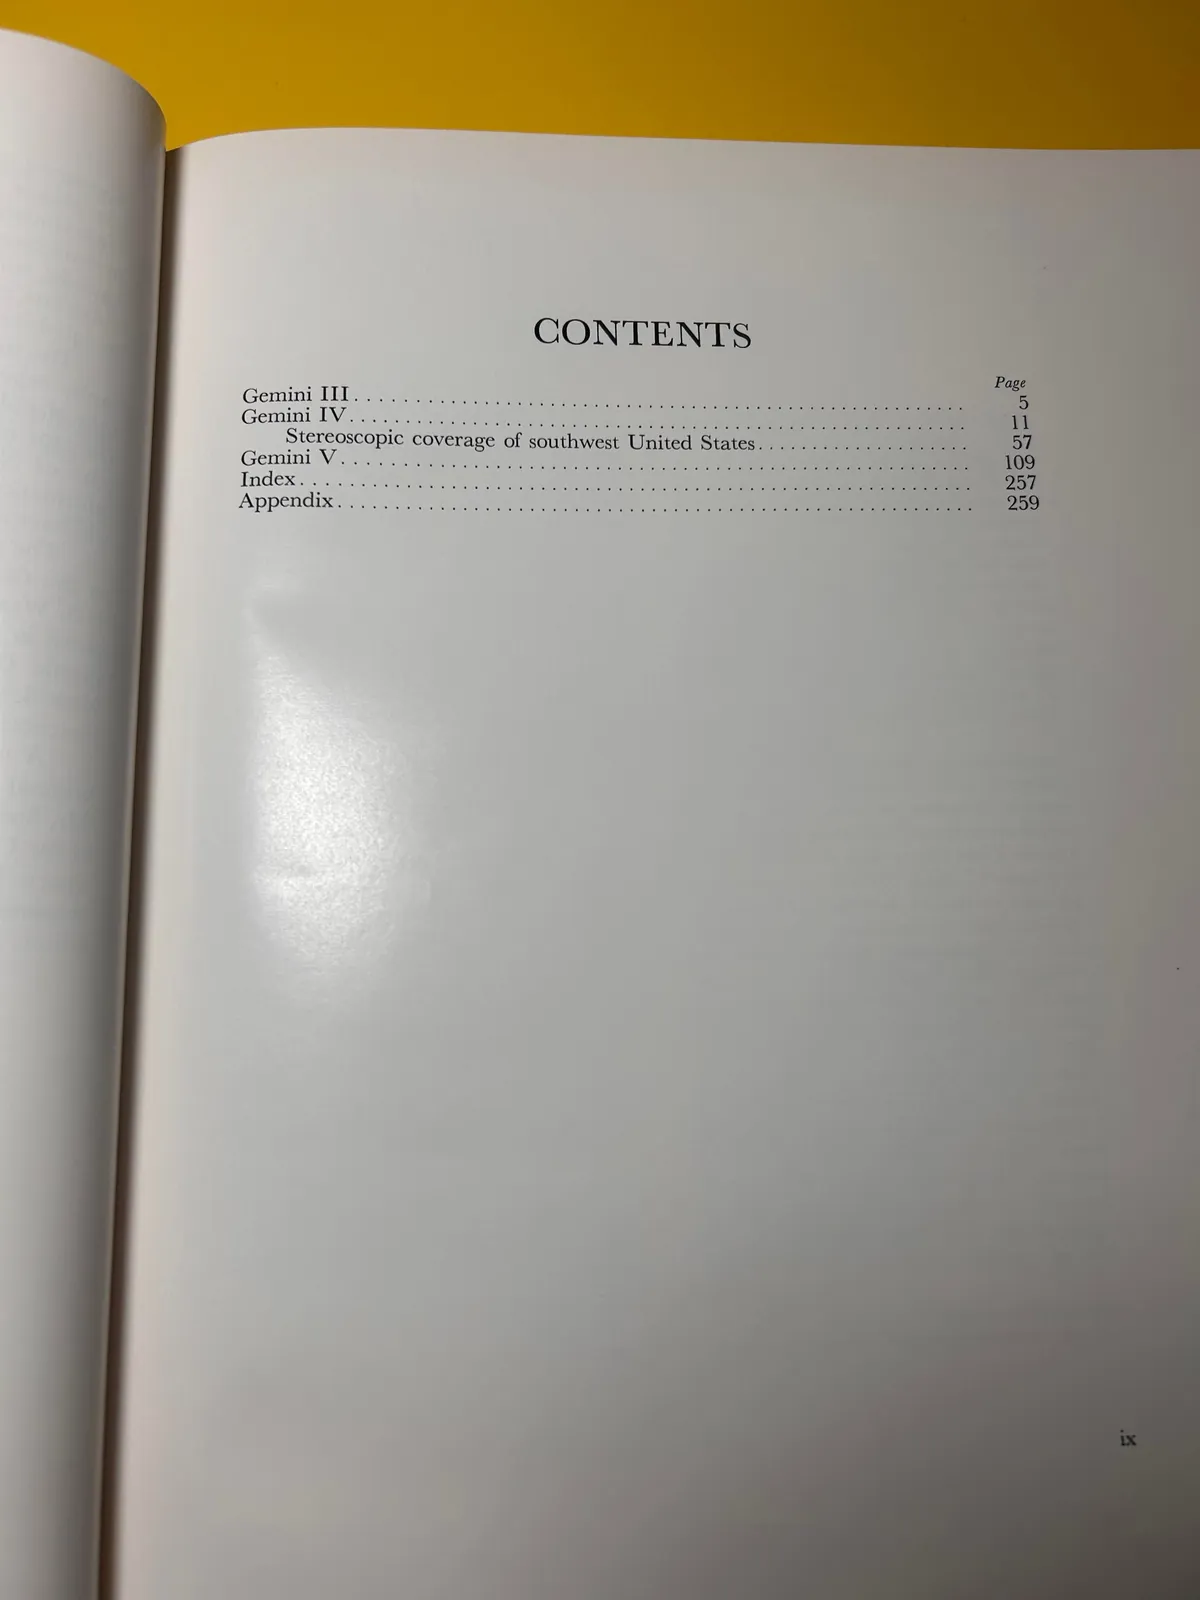 CONTENTS
Page
Gemini III . . . . . . . . . . . . . . . . . . . . . . . . . . . . . . . . . . . . . . . . . . . . . . . . . . 5
Gemini IV . . . . . . . . . . . . . . . . . . . . . . . . . . . . . . . . . . . . . . . . . . . . . . . . . . 11
Stereoscopic coverage of southwest United States . . . . . . . . . . . . . . . . . . 57
Gemini V . . . . . . . . . . . . . . . . . . . . . . . . . . . . . . . . . . . . . . . . . . . . . . . . . . 109
Index . . . . . . . . . . . . . . . . . . . . . . . . . . . . . . . . . . . . . . . . . . . . . . . . . . . . . 257
Appendix . . . . . . . . . . . . . . . . . . . . . . . . . . . . . . . . . . . . . . . . . . . . . . . . . . 259
ix